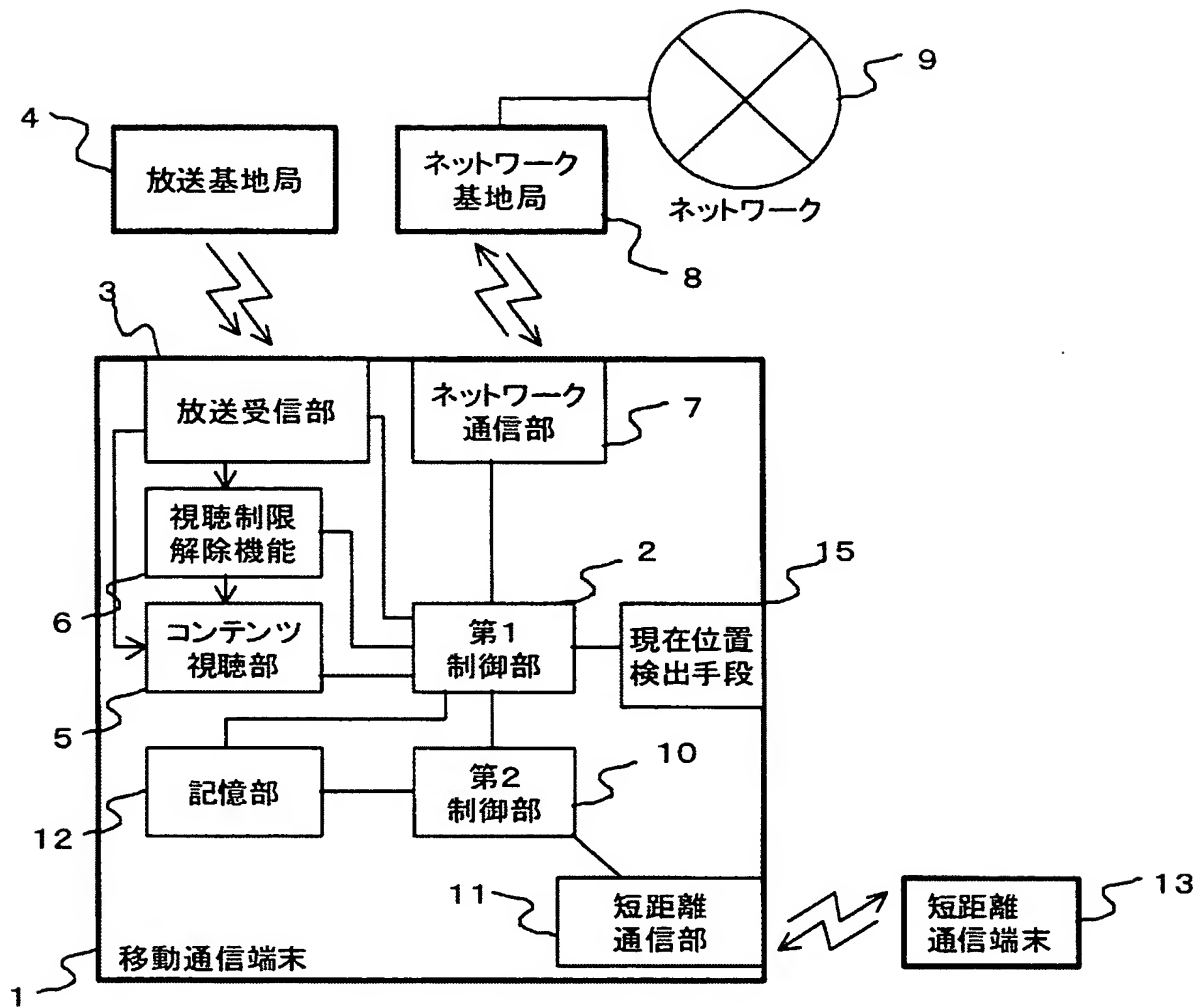 9
4
放送基地局
ネットワーク
基地局
ネットワーク
8
3
放送受信部
ネットワーク
通信部
7
視聴制限
解除機能
2
15
6
コンテンツ
視聴部
第1
制御部
現在位置
検出手段
5
10
記憶部
第2
制御部
12
11
短距離
通信部
短距離
通信端末
13
移動通信端末
1